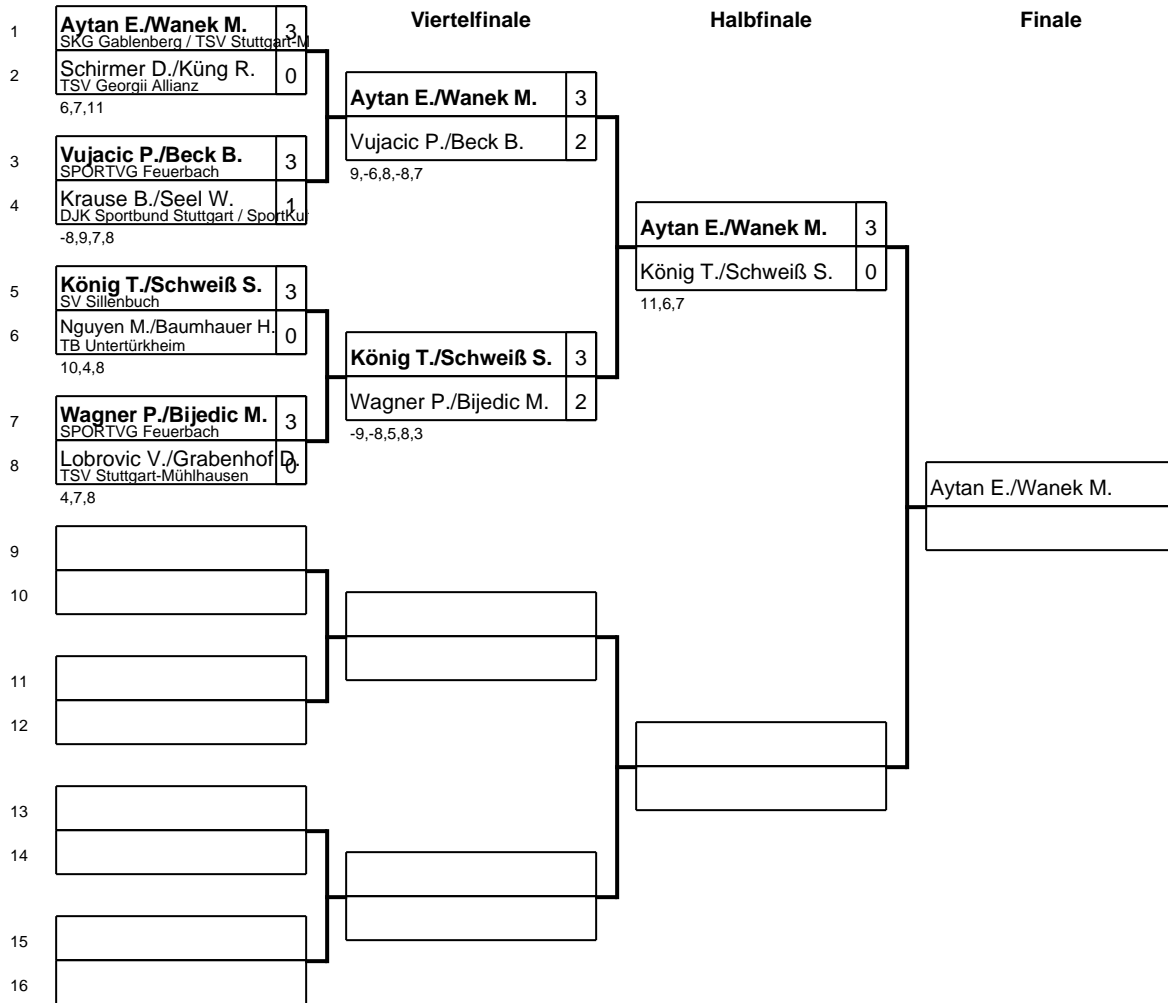 Viertelfinale
Halbfinale
Finale
1
Aytan E./Wanek M. 3
SKG Gablenberg / TSV Stuttgart-M
2
Schirmer D./Küng R. 0
TSV Georgii Allianz
6,7,11
3
Vujacic P./Beck B. 3
SPORTVG Feuerbach
4
Krause B./Seel W. 1
DJK Sportbund Stuttgart / SportKu
-8,9,7,8
5
König T./Schweiß S. 3
SV Sillenbuch
6
Nguyen M./Baumhauer H. 0
TB Untertürkheim
10,4,8
7
Wagner P./Bijedic M. 3
SPORTVG Feuerbach
8
Lobrovic V./Grabenhof D. 0
TSV Stuttgart-Mühlhausen
4,7,8
9
10
11
12
13
14
15
16
Aytan E./Wanek M. 3
Vujacic P./Beck B. 2
9,-6,8,-8,7
König T./Schweiß S. 3
Wagner P./Bijedic M. 2
-9,-8,5,8,3
Aytan E./Wanek M. 3
König T./Schweiß S. 0
11,6,7
Aytan E./Wanek M.